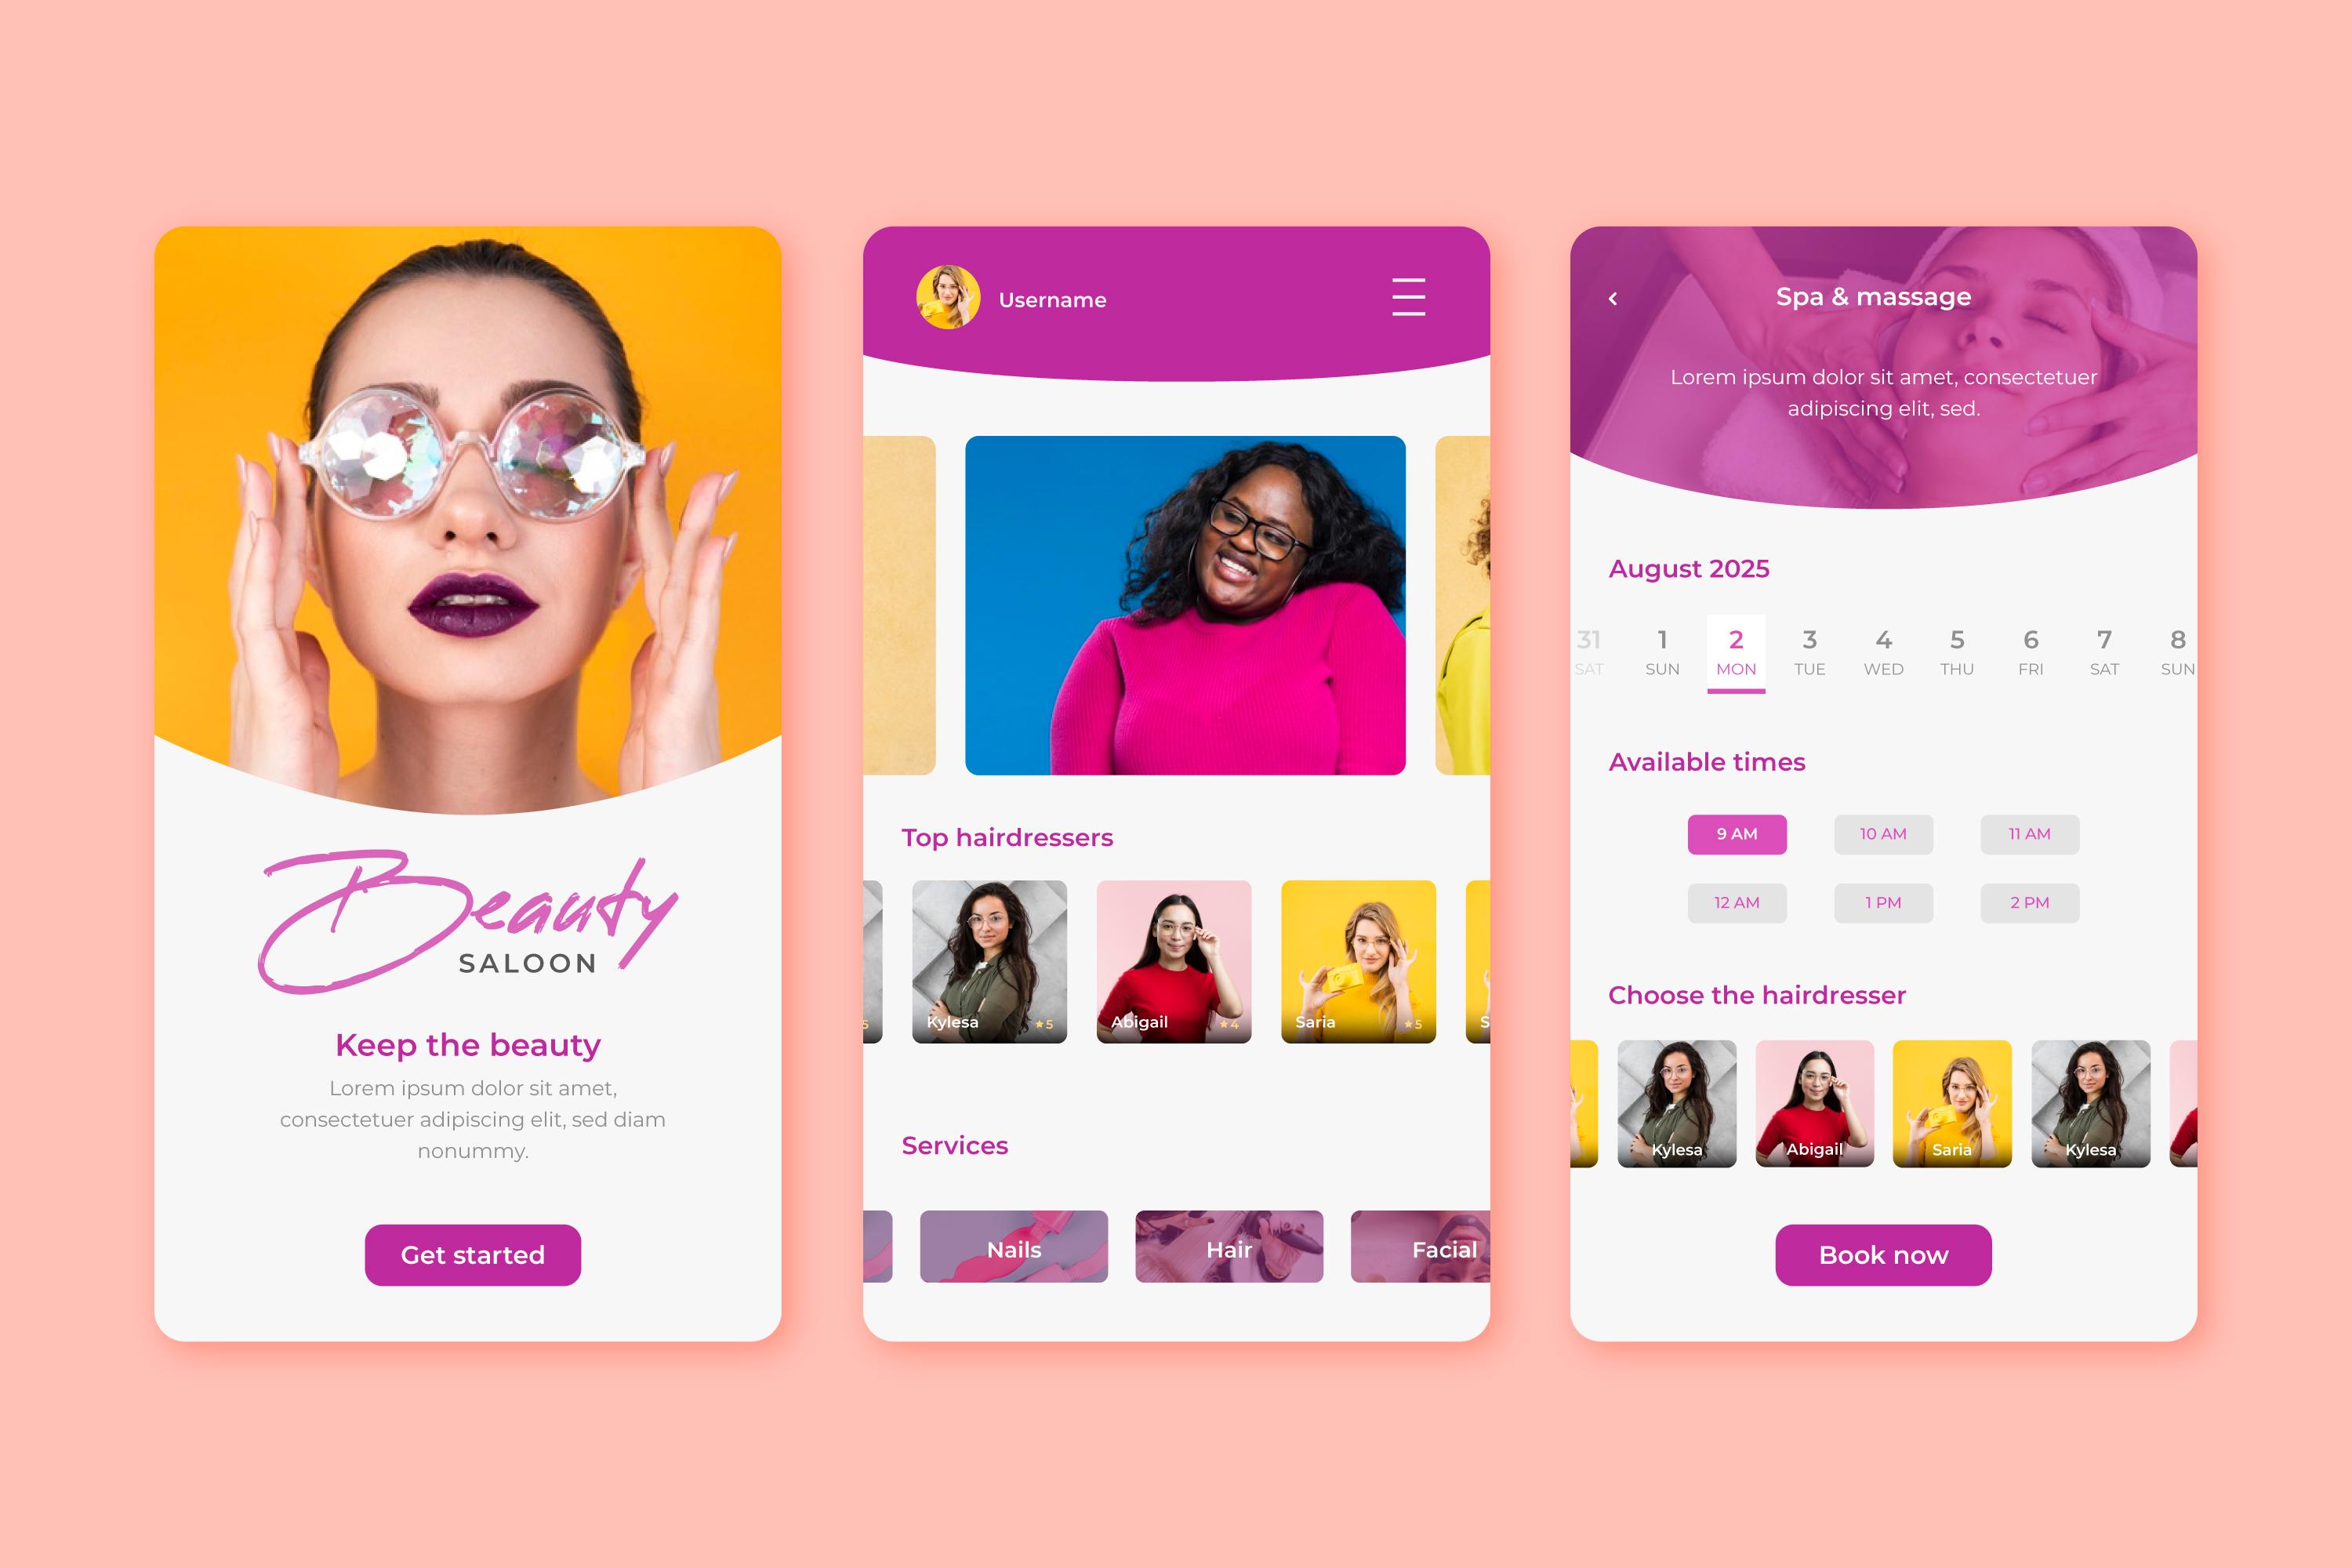 Beauty
SALOON
Keep the beauty
Lorem ipsum dolor sit amet,
consectetuer adipiscing elit, sed diam
nonummy.
Get started
Username
Top hairdressers
5
Kylesa ★5
Abigail ★4
Saria ★5
S
Services
Nails
Hair
Facial
Spa & massage
Lorem ipsum dolor sit amet, consectetuer
adipiscing elit, sed.
August 2025
31 1 2 3 4 5 6 7 8
SAT SUN MON TUE WED THU FRI SAT SUN
Available times
9 AM 10 AM 11 AM
12 AM 1 PM 2 PM
Choose the hairdresser
Kylesa Abigail Saria Kylesa
Book now